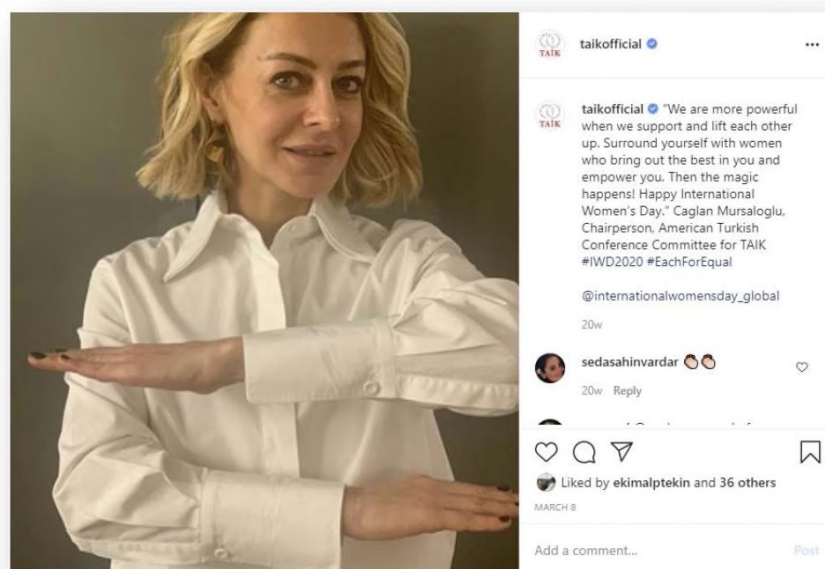 TAİK
taikofficial
TAİK
taikofficial "We are more powerful
when we support and lift each other
up. Surround yourself with women
who bring out the best in you and
empower you. Then the magic
happens! Happy International
Women's Day." Caglan Mursaloglu,
Chairperson, American Turkish
Conference Committee for TAIK
#IWD2020 #EachForEqual
@internationalwomensday_global
20w
sedasahinvardar
20w Reply
Liked by ekimalptekin and 36 others
MARCH 8
Add a comment...
Post